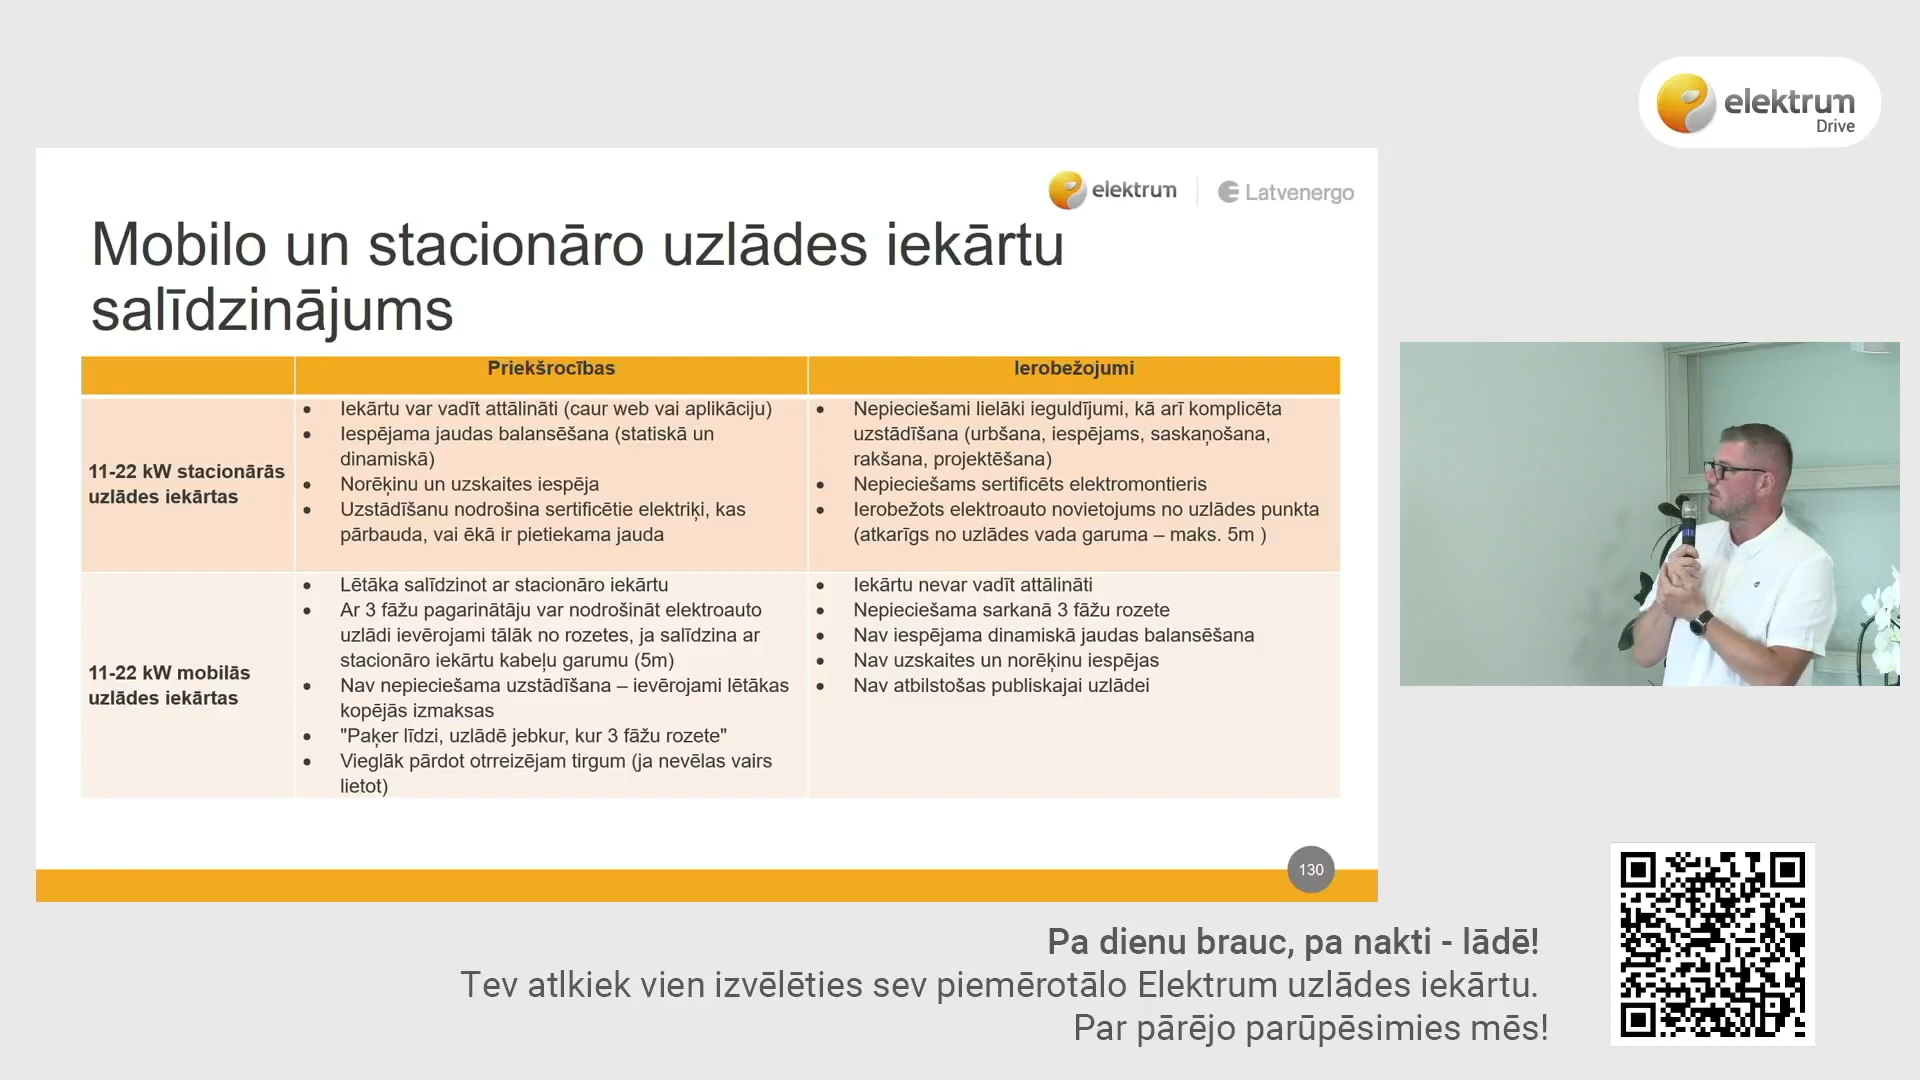 elektrum
Drive
elektrum
Latvenergo
Mobilo un stacionāro uzlādes iekārtu
salīdzinājums
Priekšrocības
Ierobežojumi
11-22 kW stacionārās
uzlādes iekārtas
Iekārtu var vadīt attālināti (caur web vai aplikāciju)
Iespējama jaudas balansēšana (statiskā un
dinamiskā)
Norēķinu un uzskaites iespēja
Uzstādīšanu nodrošina sertificētie elektriķi, kas
pārbauda, vai ēkā ir pietiekama jauda
Nepieciešami lielāki ieguldījumi, kā arī komplicēta
uzstādīšana (urbšana, iespējams, saskaņošana,
rakšana, projektēšana)
Nepieciešams sertificēts elektromontieris
Ierobežots elektroauto novietojums no uzlādes punkta
(atkarīgs no uzlādes vada garuma – maks. 5m )
11-22 kW mobilās
uzlādes iekārtas
Lētāka salīdzinot ar stacionāro iekārtu
Ar 3 fāžu pagarinātāju var nodrošināt elektroauto
uzlādi ievērojami tālāk no rozetes, ja salīdzina ar
stacionāro iekārtu kabeļu garumu (5m)
Nav nepieciešama uzstādīšana – ievērojami lētākas
kopējās izmaksas
"Paķer līdzi, uzlādē jebkur, kur 3 fāžu rozete"
Vieglāk pārdot otrreizējam tirgum (ja nevēlas vairs
lietot)
Iekārtu nevar vadīt attālināti
Nepieciešama sarkanā 3 fāžu rozete
Nav iespējama dinamiskā jaudas balansēšana
Nav uzskaites un norēķinu iespējas
Nav atbilstošas publiskajai uzlādei
130
Pa dienu brauc, pa nakti - lādē!
Tev atlkiek vien izvēlēties sev piemērotālo Elektrum uzlādes iekārtu.
Par pārējo parūpēsimies mēs!